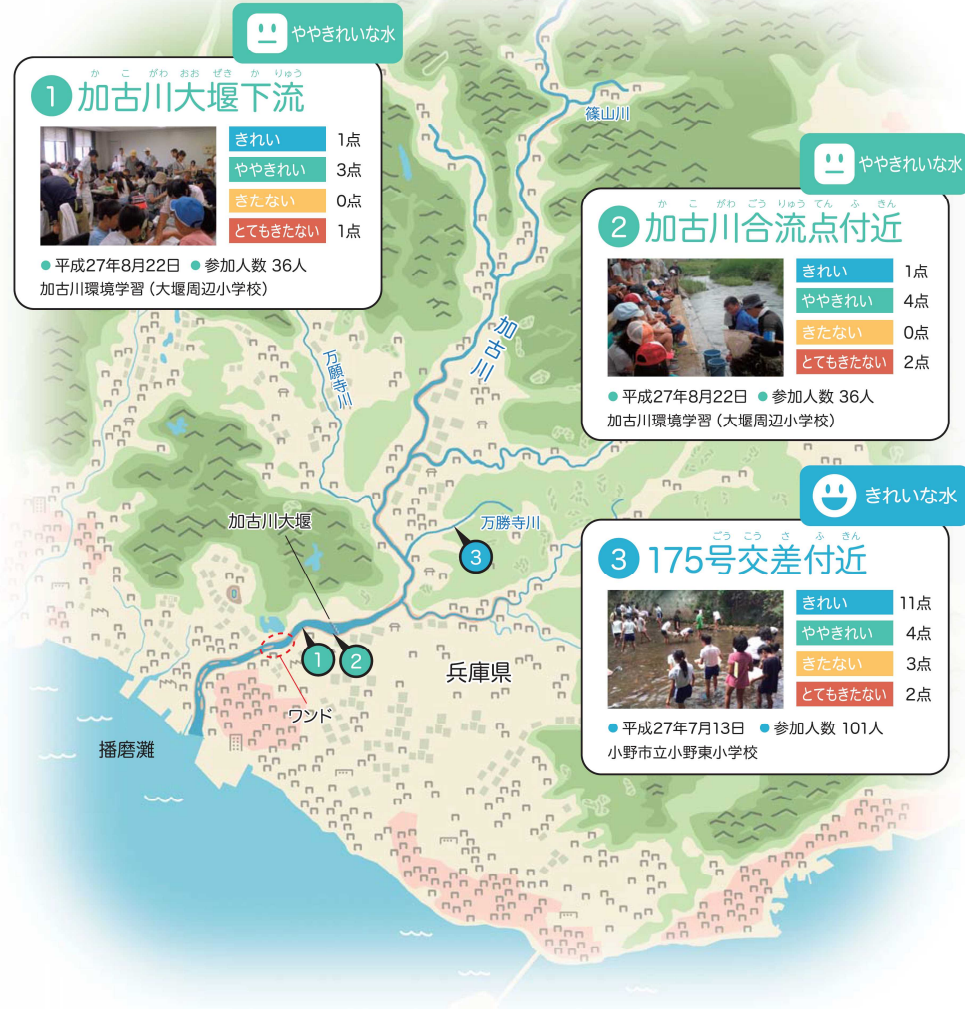 ややきれいな水
かこがわおおぜきかりゅう
1 加古川大堰下流
きれい 1点
ややきれい 3点
きたない 0点
とてもきたない 1点
●平成27年8月22日 ●参加人数 36人
加古川環境学習（大堰周辺小学校）
篠山川
ややきれいな水
かこがわごうりゅうてんふきん
2 加古川合流点付近
きれい 1点
ややきれい 4点
きたない 0点
とてもきたない 2点
●平成27年8月22日 ●参加人数 36人
加古川環境学習（大堰周辺小学校）
加古川
万願寺川
きれいな水
ごうこうさふきん
3 175号交差付近
きれい 11点
ややきれい 4点
きたない 3点
とてもきたない 2点
●平成27年7月13日 ●参加人数 101人
小野市立小野東小学校
加古川大堰
万勝寺川
3
1
2
兵庫県
ワンド
播磨灘